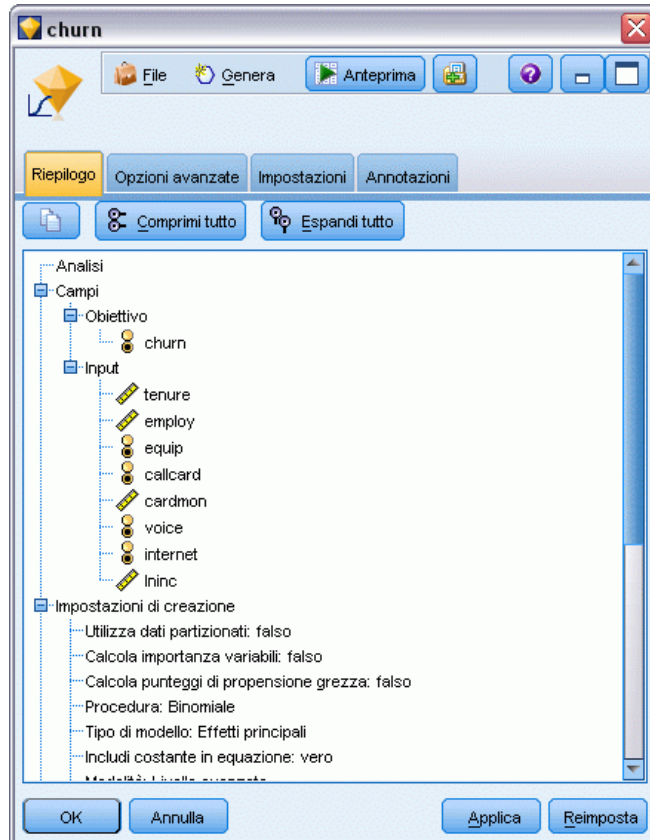 churn
File Genera Anteprima
Riepilogo Opzioni avanzate Impostazioni Annotazioni
Comprimi tutto Espandi tutto
Analisi
Campi
Obiettivo
churn
Input
tenure
employ
equip
callcard
cardmon
voice
internet
lninc
Impostazioni di creazione
Utilizza dati partizionati: falso
Calcola importanza variabili: falso
Calcola punteggi di propensione grezza: falso
Procedura: Binomiale
Tipo di modello: Effetti principali
Includi costante in equazione: vero
Modalità: Livello avanzato
OK Annulla Applica Reimposta